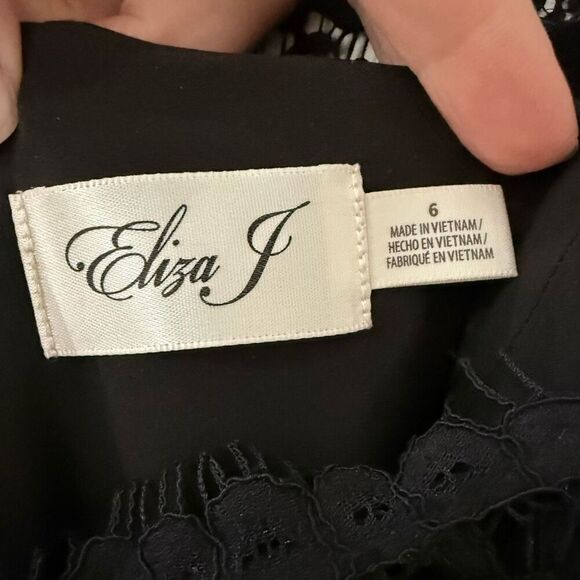 Eliza J
6
MADE IN VIETNAM/
HECHO EN VIETNAM/
FABRIQUÉ EN VIETNAM